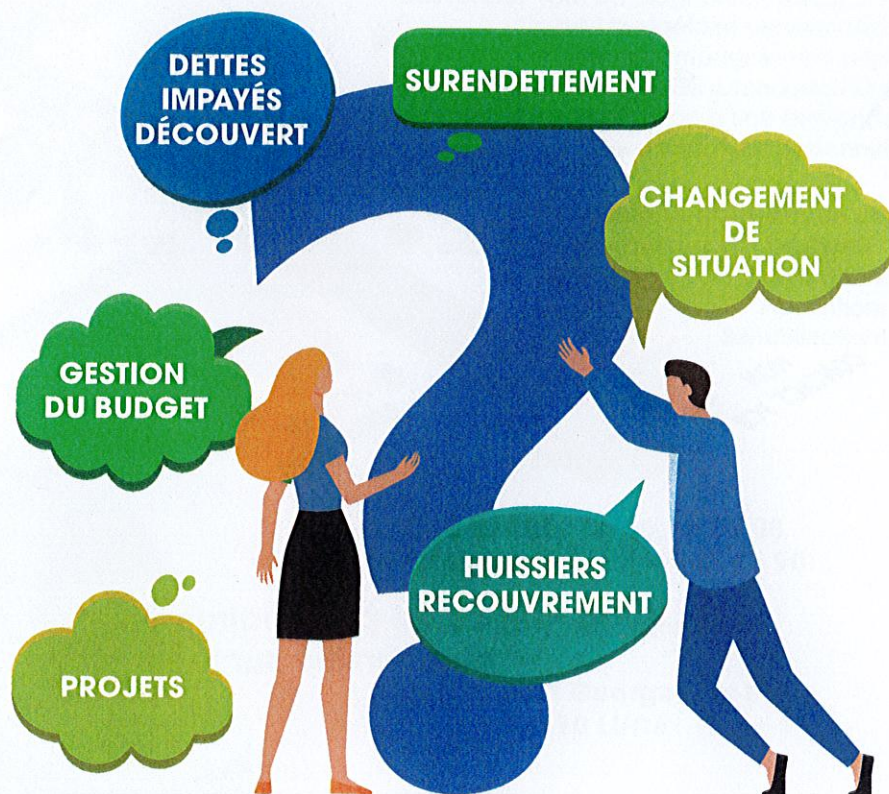 DETTES
IMPAYÉS
DÉCOUVERT
SURENDETTEMENT
CHANGEMENT
DE
SITUATION
GESTION
DU BUDGET
HUISSIERS
RECOUVREMENT
PROJETS